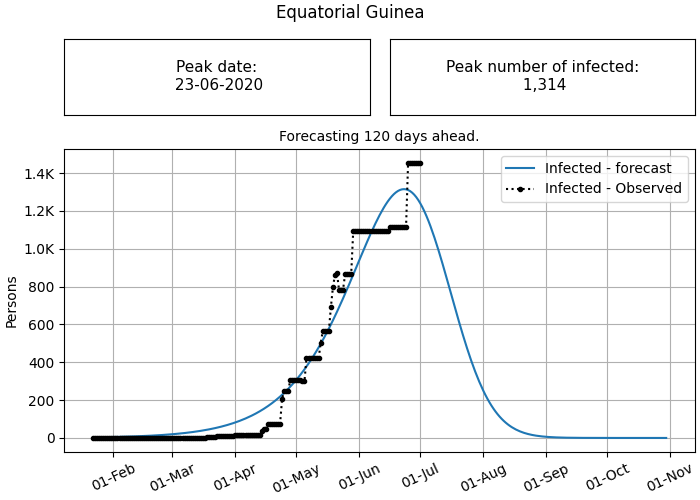 Equatorial Guinea
Peak date:
23-06-2020
Peak number of infected:
1,314
Forecasting 120 days ahead.
Infected - forecast
Infected - Observed
1.4K
1.2K
1.0K
800
600
400
200
0
Persons
01-Feb
01-Mar
01-Apr
01-May
01-Jun
01-Jul
01-Aug
01-Sep
01-Oct
01-Nov